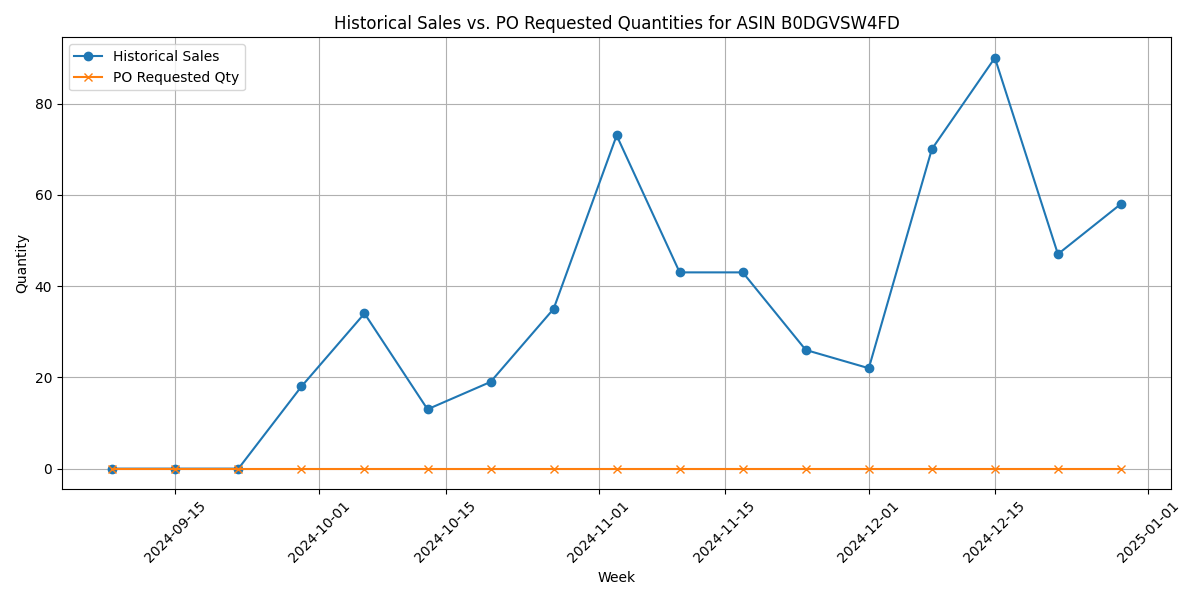 Historical Sales vs. PO Requested Quantities for ASIN B0DGVSW4FD
Historical Sales
PO Requested Qty
Quantity
80
60
40
20
0
2024-09-15
2024-10-01
2024-10-15
2024-11-01
2024-11-15
2024-12-01
2024-12-15
2025-01-01
Week